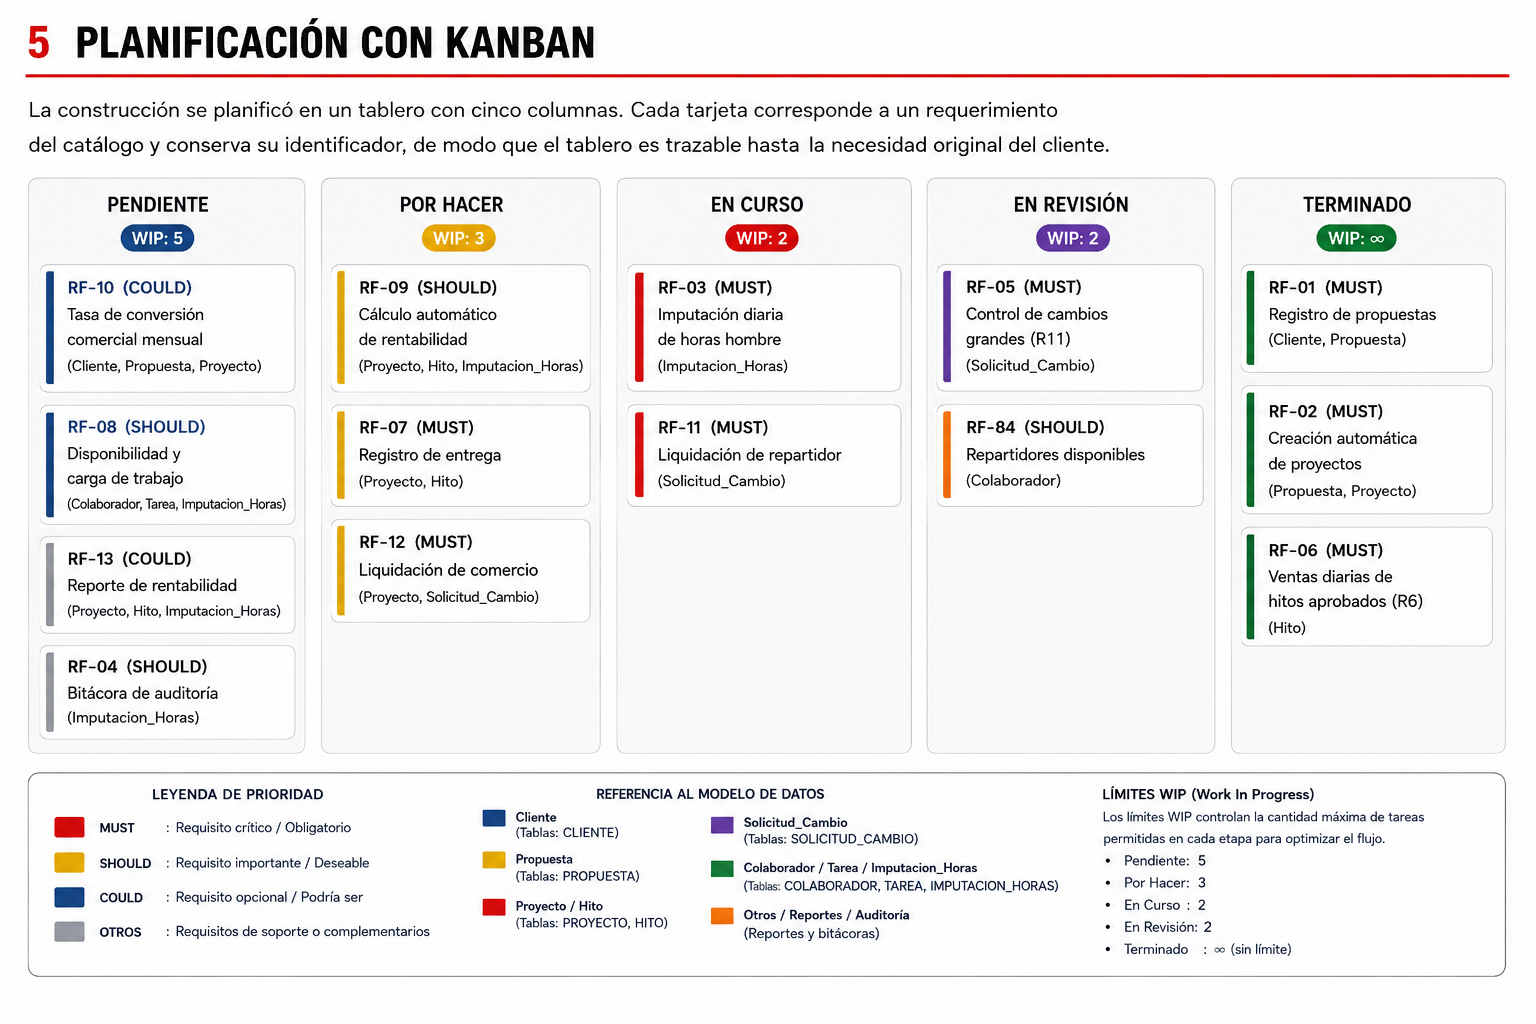 5 PLANIFICACIÓN CON KANBAN
La construcción se planificó en un tablero con cinco columnas. Cada tarjeta corresponde a un requerimiento
del catálogo y conserva su identificador, de modo que el tablero es trazable hasta la necesidad original del cliente.
PENDIENTE
WIP: 5
RF-10 (COULD)
Tasa de conversión
comercial mensual
(Cliente, Propuesta, Proyecto)
RF-08 (SHOULD)
Disponibilidad y
carga de trabajo
(Colaborador, Tarea, Imputacion_Horas)
RF-13 (COULD)
Reporte de rentabilidad
(Proyecto, Hito, Imputacion_Horas)
RF-04 (SHOULD)
Bitácora de auditoría
(Imputacion_Horas)
POR HACER
WIP: 3
RF-09 (SHOULD)
Cálculo automático
de rentabilidad
(Proyecto, Hito, Imputacion_Horas)
RF-07 (MUST)
Registro de entrega
(Proyecto, Hito)
RF-12 (MUST)
Liquidación de comercio
(Proyecto, Solicitud_Cambio)
EN CURSO
WIP: 2
RF-03 (MUST)
Imputación diaria
de horas hombre
(Imputacion_Horas)
RF-11 (MUST)
Liquidación de repartidor
(Solicitud_Cambio)
EN REVISIÓN
WIP: 2
RF-05 (MUST)
Control de cambios
grandes (R11)
(Solicitud_Cambio)
RF-84 (SHOULD)
Repartidores disponibles
(Colaborador)
TERMINADO
WIP: ∞
RF-01 (MUST)
Registro de propuestas
(Cliente, Propuesta)
RF-02 (MUST)
Creación automática
de proyectos
(Propuesta, Proyecto)
RF-06 (MUST)
Ventas diarias de
hitos aprobados (R6)
(Hito)
LEYENDA DE PRIORIDAD
MUST : Requisito crítico / Obligatorio
SHOULD : Requisito importante / Deseable
COULD : Requisito opcional / Podría ser
OTROS : Requisitos de soporte o complementarios
REFERENCIA AL MODELO DE DATOS
Cliente
(Tablas: CLIENTE)
Propuesta
(Tablas: PROPUESTA)
Proyecto / Hito
(Tablas: PROYECTO, HITO)
Solicitud_Cambio
(Tablas: SOLICITUD_CAMBIO)
Colaborador / Tarea / Imputacion_Horas
(Tablas: COLABORADOR, TAREA, IMPUTACION_HORAS)
Otros / Reportes / Auditoría
(Reportes y bitácoras)
LÍMITES WIP (Work In Progress)
Los límites WIP controlan la cantidad máxima de tareas
permitidas en cada etapa para optimizar el flujo.
• Pendiente: 5
• Por Hacer: 3
• En Curso : 2
• En Revisión: 2
• Terminado : ∞ (sin límite)